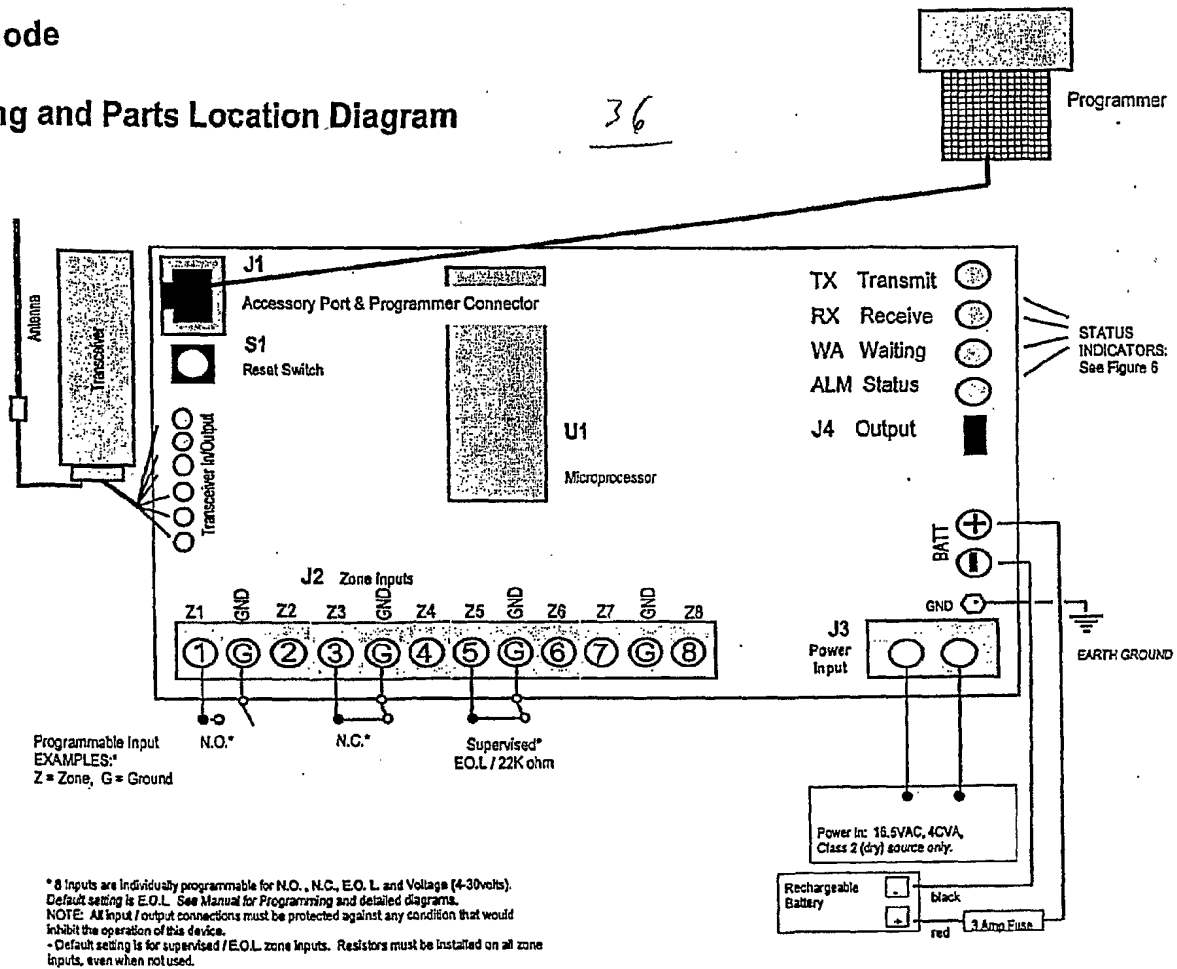 ode
ng and Parts Location Diagram
36
Programmer
Antenna
Transceiver
J1
Accessory Port & Programmer Connector
S1
Reset Switch
Transceiver In/Output
U1
Microprocessor
TX Transmit
RX Receive
WA Waiting
ALM Status
J4 Output
STATUS
INDICATORS:
See Figure 6
BATT
+
-
GND
EARTH GROUND
J2 Zone Inputs
Z1 GND Z2 Z3 GND Z4 Z5 GND Z6 Z7 GND Z8
1 G 2 3 G 4 5 G 6 7 G 8
J3
Power
Input
N.O.*
N.C.*
Supervised*
EO.L / 22K ohm
Programmable Input
EXAMPLES:*
Z = Zone, G = Ground
Power In: 16.5VAC, 4CVA,
Class 2 (dry) source only.
Rechargeable
Battery
-
black
+
red
3 Amp Fuse
* 8 Inputs are individually programmable for N.O., N.C., E.O. L. and Voltage (4-30volts).
Default setting is E.O.L. See Manual for Programming and detailed diagrams.
NOTE: All input / output connections must be protected against any condition that would
inhibit the operation of this device.
- Default setting is for supervised / E.O.L. zone inputs. Resistors must be installed on all zone
inputs, even when not used.